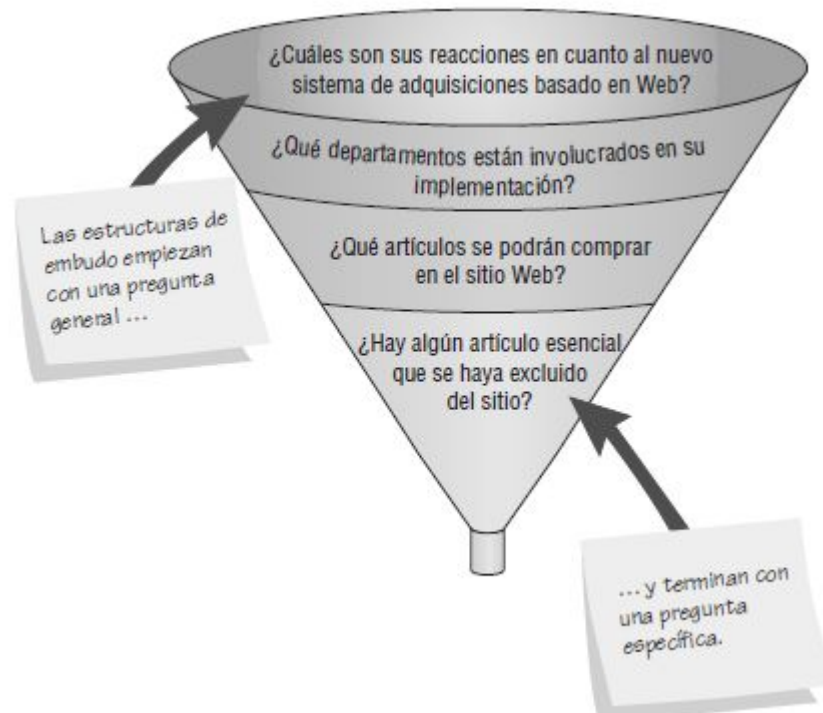 ¿Cuáles son sus reacciones en cuanto al nuevo
sistema de adquisiciones basado en Web?
¿Qué departamentos están involucrados en su
implementación?
¿Qué artículos se podrán comprar
en el sitio Web?
¿Hay algún artículo esencial
que se haya excluido
del sitio?
Las estructuras de
embudo empiezan
con una pregunta
general ...
... y terminan con
una pregunta
específica.